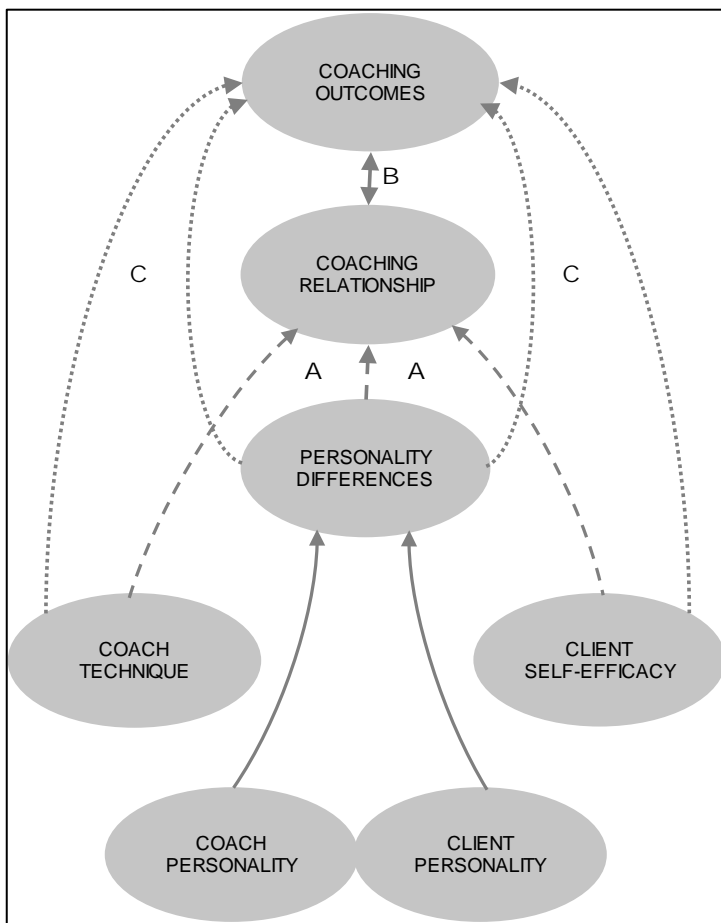 COACHING
OUTCOMES
B
COACHING
RELATIONSHIP
C
C
A
A
PERSONALITY
DIFFERENCES
COACH
TECHNIQUE
CLIENT
SELF-EFFICACY
COACH
PERSONALITY
CLIENT
PERSONALITY